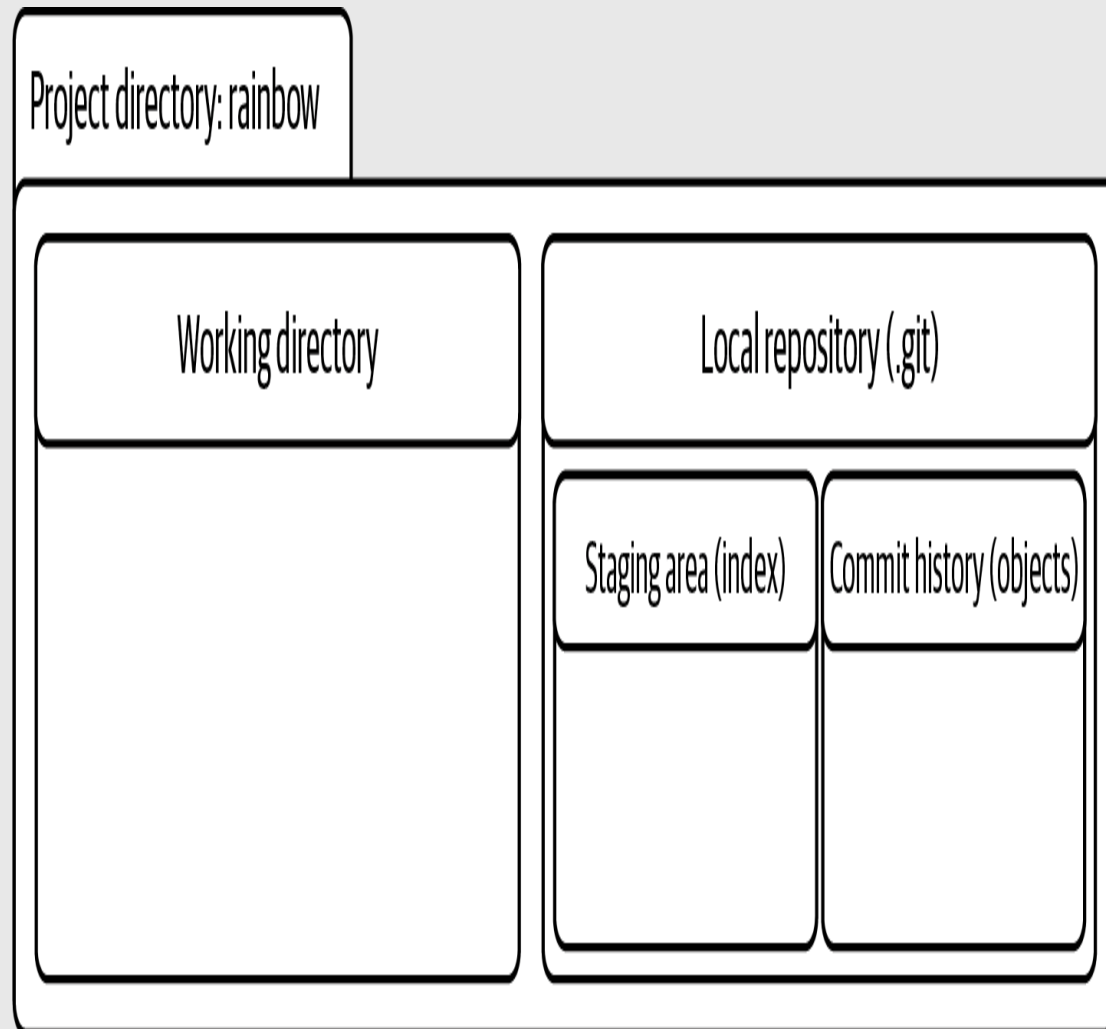 Project directory: rainbow
Working directory
Local repository (.git)
Staging area (index)
Commit history (objects)